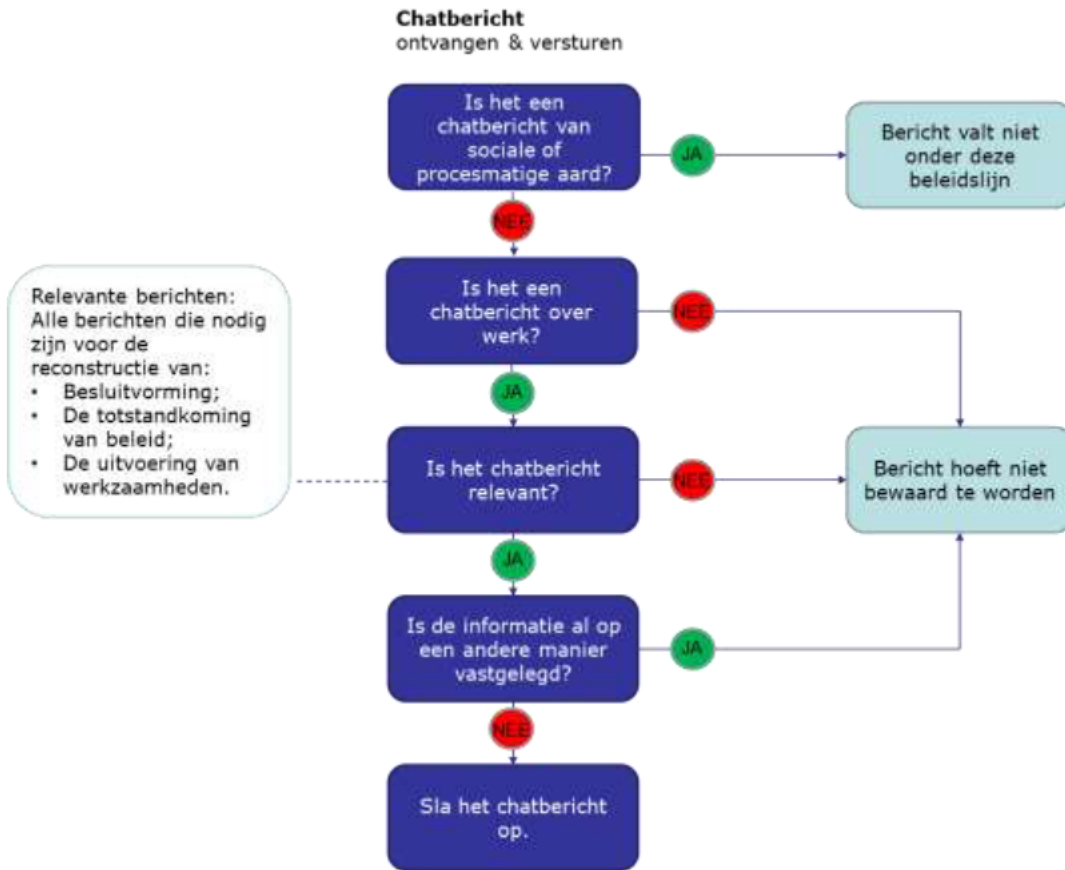 Chatbericht
ontvangen & versturen
Is het een
chatbericht van
sociale of
procesmatige aard?
JA
Bericht valt niet
onder deze
beleidslijn
NEE
Relevante berichten:
Alle berichten die nodig
zijn voor de
reconstructie van:
• Besluitvorming;
• De totstandkoming
van beleid;
• De uitvoering van
werkzaamheden.
Is het een
chatbericht over
werk?
NEE
JA
Is het chatbericht
relevant?
NEE
Bericht hoeft niet
bewaard te worden
JA
Is de informatie al op
een andere manier
vastgelegd?
JA
NEE
Sla het chatbericht
op.